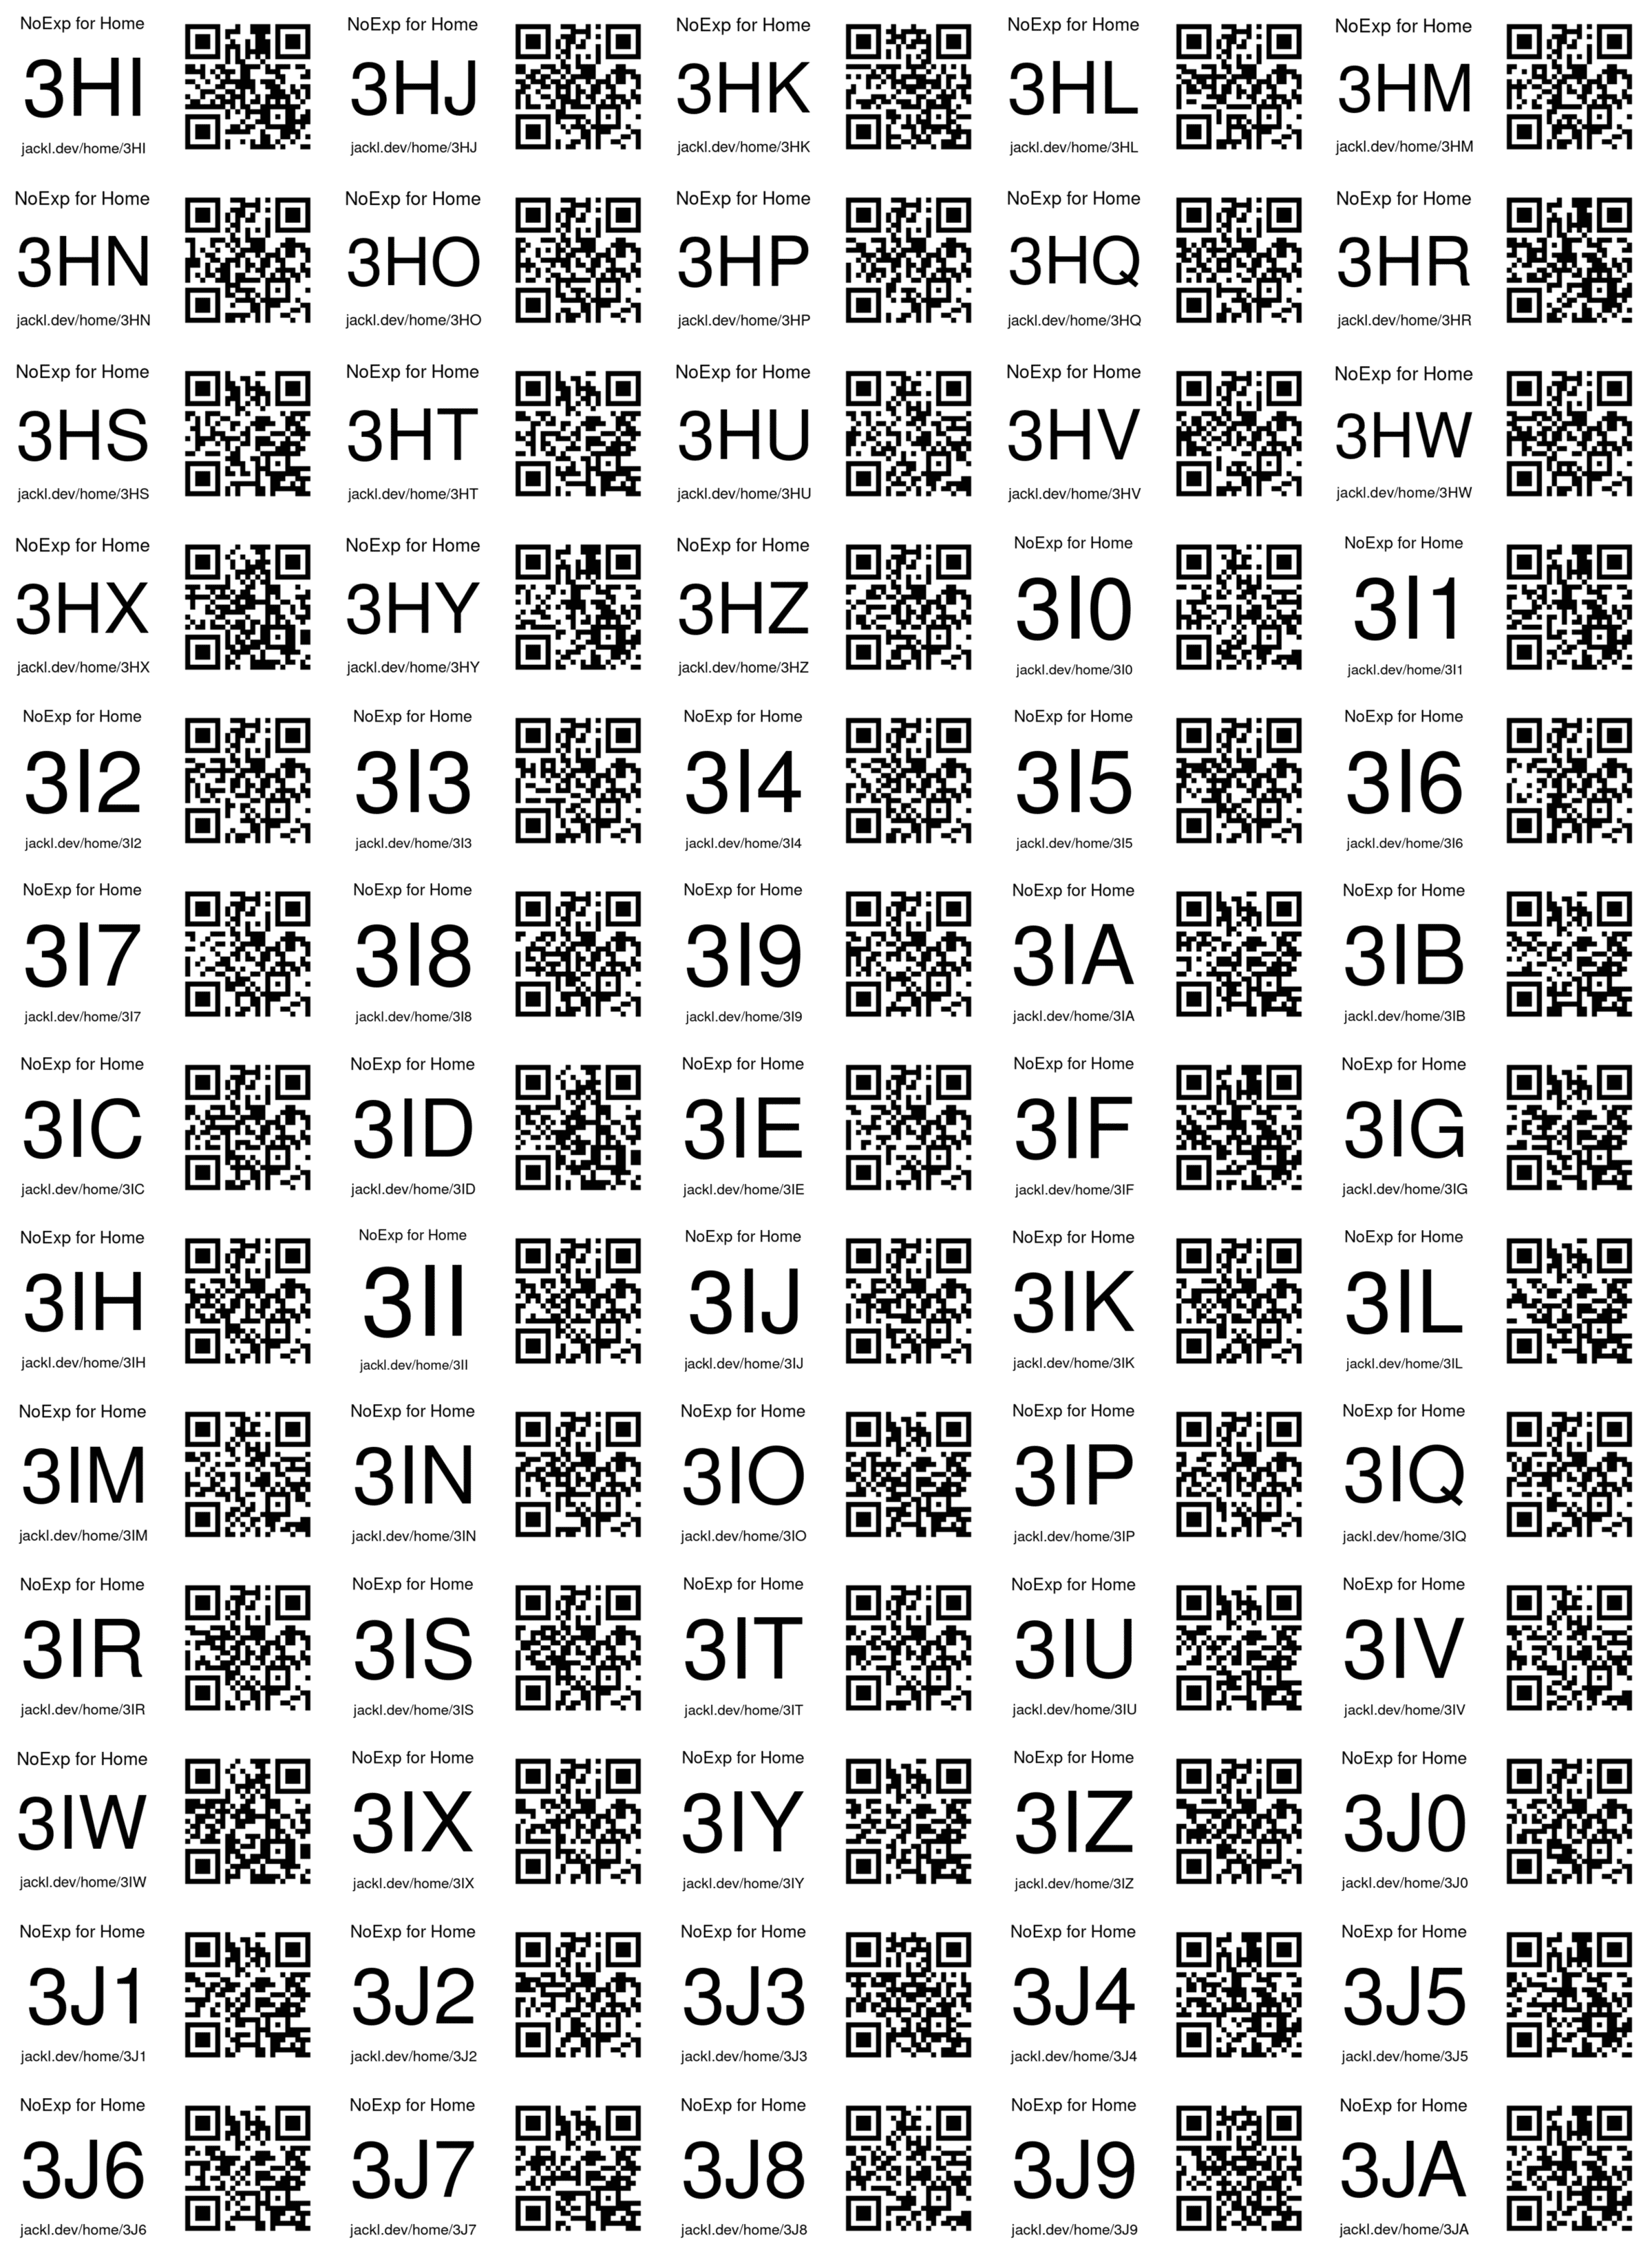 NoExp for Home
3HI
jackl.dev/home/3HI
NoExp for Home
3HJ
jackl.dev/home/3HJ
NoExp for Home
3HK
jackl.dev/home/3HK
NoExp for Home
3HL
jackl.dev/home/3HL
NoExp for Home
3HM
jackl.dev/home/3HM
NoExp for Home
3HN
jackl.dev/home/3HN
NoExp for Home
3HO
jackl.dev/home/3HO
NoExp for Home
3HP
jackl.dev/home/3HP
NoExp for Home
3HQ
jackl.dev/home/3HQ
NoExp for Home
3HR
jackl.dev/home/3HR
NoExp for Home
3HS
jackl.dev/home/3HS
NoExp for Home
3HT
jackl.dev/home/3HT
NoExp for Home
3HU
jackl.dev/home/3HU
NoExp for Home
3HV
jackl.dev/home/3HV
NoExp for Home
3HW
jackl.dev/home/3HW
NoExp for Home
3HX
jackl.dev/home/3HX
NoExp for Home
3HY
jackl.dev/home/3HY
NoExp for Home
3HZ
jackl.dev/home/3HZ
NoExp for Home
3I0
jackl.dev/home/3I0
NoExp for Home
3I1
jackl.dev/home/3I1
NoExp for Home
3I2
jackl.dev/home/3I2
NoExp for Home
3I3
jackl.dev/home/3I3
NoExp for Home
3I4
jackl.dev/home/3I4
NoExp for Home
3I5
jackl.dev/home/3I5
NoExp for Home
3I6
jackl.dev/home/3I6
NoExp for Home
3I7
jackl.dev/home/3I7
NoExp for Home
3I8
jackl.dev/home/3I8
NoExp for Home
3I9
jackl.dev/home/3I9
NoExp for Home
3IA
jackl.dev/home/3IA
NoExp for Home
3IB
jackl.dev/home/3IB
NoExp for Home
3IC
jackl.dev/home/3IC
NoExp for Home
3ID
jackl.dev/home/3ID
NoExp for Home
3IE
jackl.dev/home/3IE
NoExp for Home
3IF
jackl.dev/home/3IF
NoExp for Home
3IG
jackl.dev/home/3IG
NoExp for Home
3IH
jackl.dev/home/3IH
NoExp for Home
3II
jackl.dev/home/3II
NoExp for Home
3IJ
jackl.dev/home/3IJ
NoExp for Home
3IK
jackl.dev/home/3IK
NoExp for Home
3IL
jackl.dev/home/3IL
NoExp for Home
3IM
jackl.dev/home/3IM
NoExp for Home
3IN
jackl.dev/home/3IN
NoExp for Home
3IO
jackl.dev/home/3IO
NoExp for Home
3IP
jackl.dev/home/3IP
NoExp for Home
3IQ
jackl.dev/home/3IQ
NoExp for Home
3IR
jackl.dev/home/3IR
NoExp for Home
3IS
jackl.dev/home/3IS
NoExp for Home
3IT
jackl.dev/home/3IT
NoExp for Home
3IU
jackl.dev/home/3IU
NoExp for Home
3IV
jackl.dev/home/3IV
NoExp for Home
3IW
jackl.dev/home/3IW
NoExp for Home
3IX
jackl.dev/home/3IX
NoExp for Home
3IY
jackl.dev/home/3IY
NoExp for Home
3IZ
jackl.dev/home/3IZ
NoExp for Home
3J0
jackl.dev/home/3J0
NoExp for Home
3J1
jackl.dev/home/3J1
NoExp for Home
3J2
jackl.dev/home/3J2
NoExp for Home
3J3
jackl.dev/home/3J3
NoExp for Home
3J4
jackl.dev/home/3J4
NoExp for Home
3J5
jackl.dev/home/3J5
NoExp for Home
3J6
jackl.dev/home/3J6
NoExp for Home
3J7
jackl.dev/home/3J7
NoExp for Home
3J8
jackl.dev/home/3J8
NoExp for Home
3J9
jackl.dev/home/3J9
NoExp for Home
3JA
jackl.dev/home/3JA